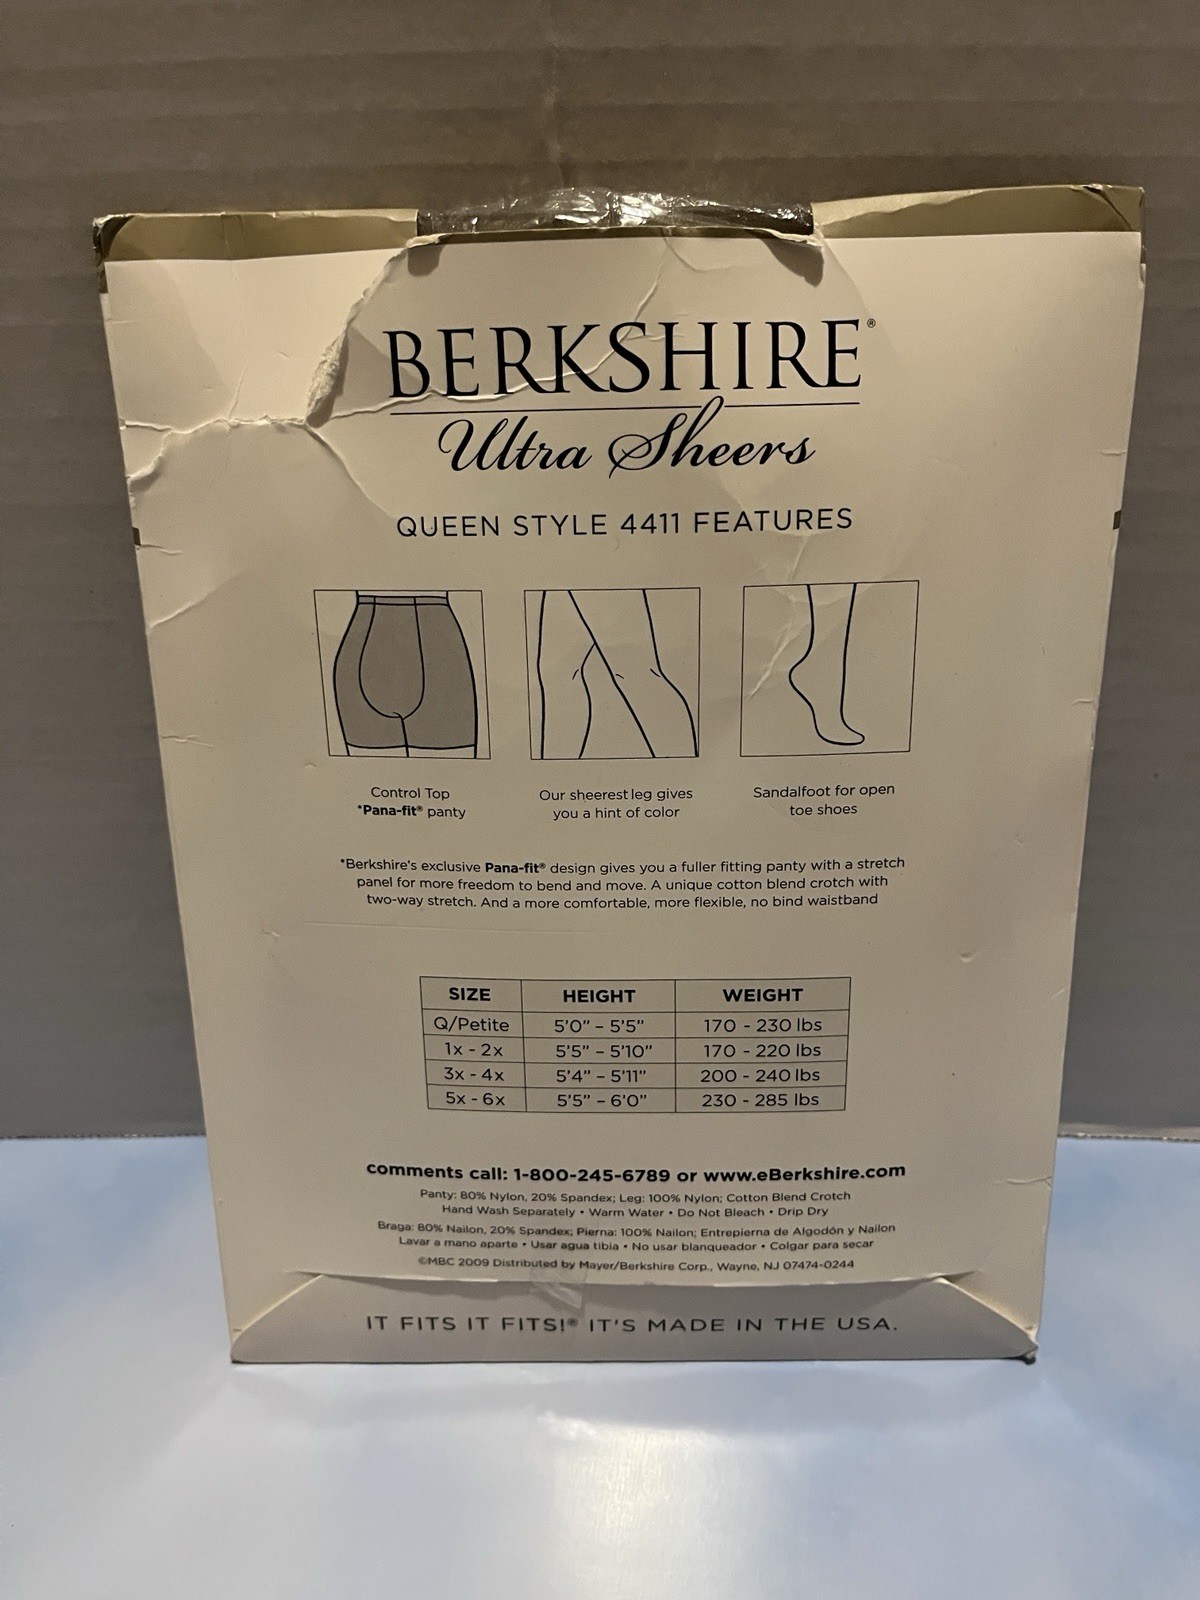 BERKSHIRE®
Ultra Sheers
QUEEN STYLE 4411 FEATURES
Control Top
*Pana-fit® panty
Our sheerest leg gives
you a hint of color
Sandalfoot for open
toe shoes
*Berkshire's exclusive Pana-fit® design gives you a fuller fitting panty with a stretch
panel for more freedom to bend and move. A unique cotton blend crotch with
two-way stretch. And a more comfortable, more flexible, no bind waistband
SIZE HEIGHT WEIGHT
Q/Petite 5'0" - 5'5" 170 - 230 lbs
1x - 2x 5'5" - 5'10" 170 - 220 lbs
3x - 4x 5'4" - 5'11" 200 - 240 lbs
5x - 6x 5'5" - 6'0" 230 - 285 lbs
comments call: 1-800-245-6789 or www.eBerkshire.com
Panty: 80% Nylon, 20% Spandex; Leg: 100% Nylon; Cotton Blend Crotch
Hand Wash Separately • Warm Water • Do Not Bleach • Drip Dry
Braga: 80% Nailon, 20% Spandex; Pierna: 100% Nailon; Entrepierna de Algodón y Nailon
Lavar a mano aparte • Usar agua tibia • No usar blanqueador • Colgar para secar
©MBC 2009 Distributed by Mayer/Berkshire Corp., Wayne, NJ 07474-0244
IT FITS IT FITS!® IT'S MADE IN THE USA.